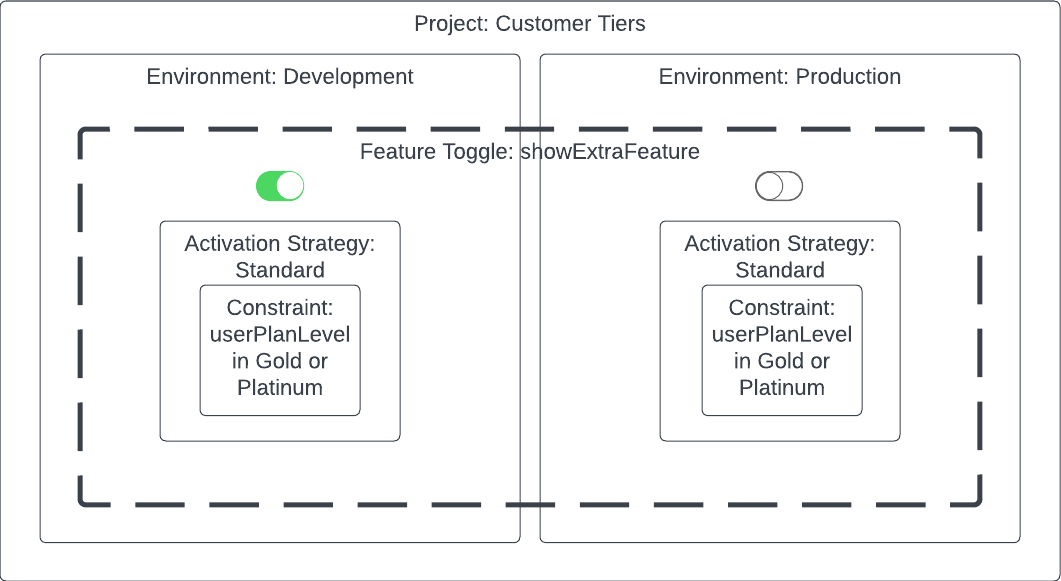 Project: Customer Tiers
Environment: Development
Environment: Production
Feature Toggle: showExtraFeature
Activation Strategy:
Standard
Constraint:
userPlanLevel
in Gold or
Platinum
Activation Strategy:
Standard
Constraint:
userPlanLevel
in Gold or
Platinum